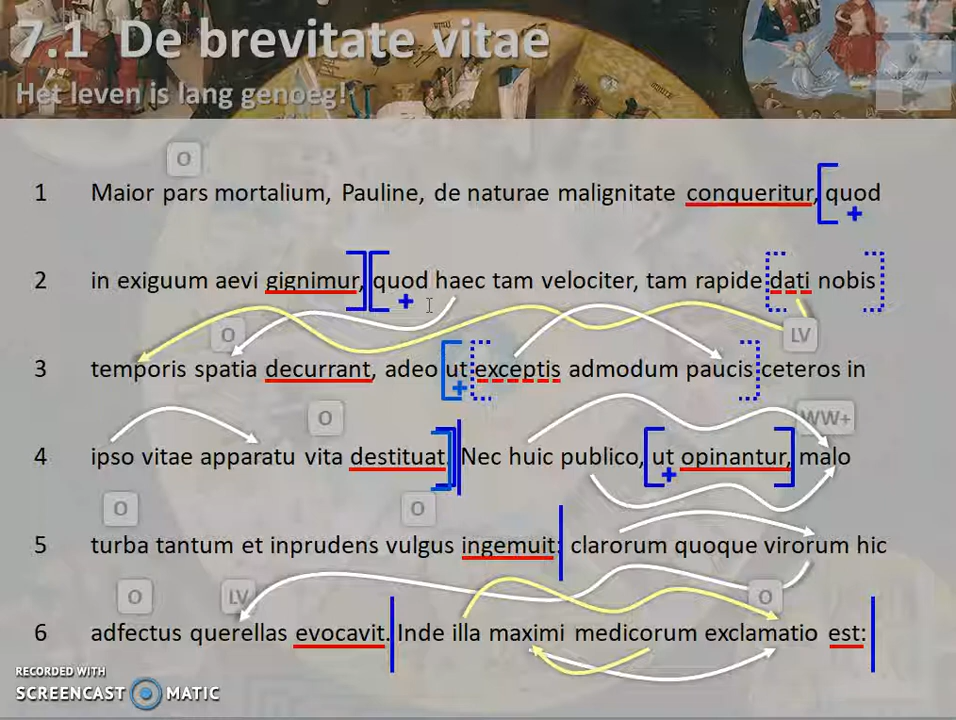 7.1 De brevitate vitae
Het leven is lang genoeg!
O
1 Maior pars mortalium, Pauline, de naturae malignitate conqueritur, quod
+
2 in exiguum aevi gignimur, quod haec tam velociter, tam rapide dati nobis
+
O LV
3 temporis spatia decurrant, adeo ut exceptis admodum paucis ceteros in
+
O WW+
4 ipso vitae apparatu vita destituat. Nec huic publico, ut opinantur, malo
+
O O
5 turba tantum et inprudens vulgus ingemuit: clarorum quoque virorum hic
O LV O
6 adfectus querellas evocavit. Inde illa maximi medicorum exclamatio est:
RECORDED WITH
SCREENCAST MATIC